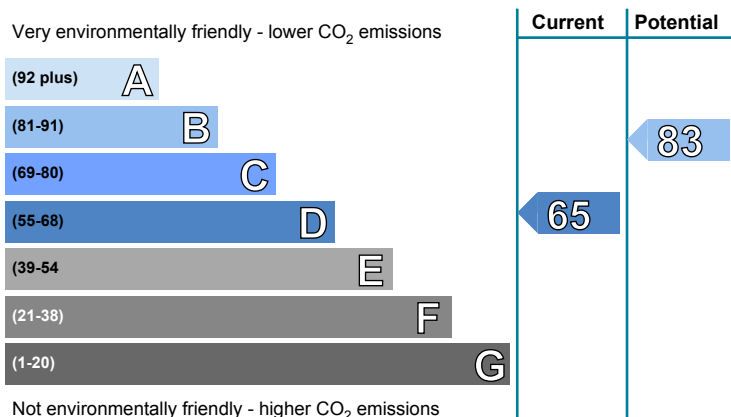 Very environmentally friendly - lower CO₂ emissions
Current
Potential
(92 plus) A
(81-91) B
83
(69-80) C
(55-68) D
65
(39-54 E
(21-38) F
(1-20) G
Not environmentally friendly - higher CO₂ emissions